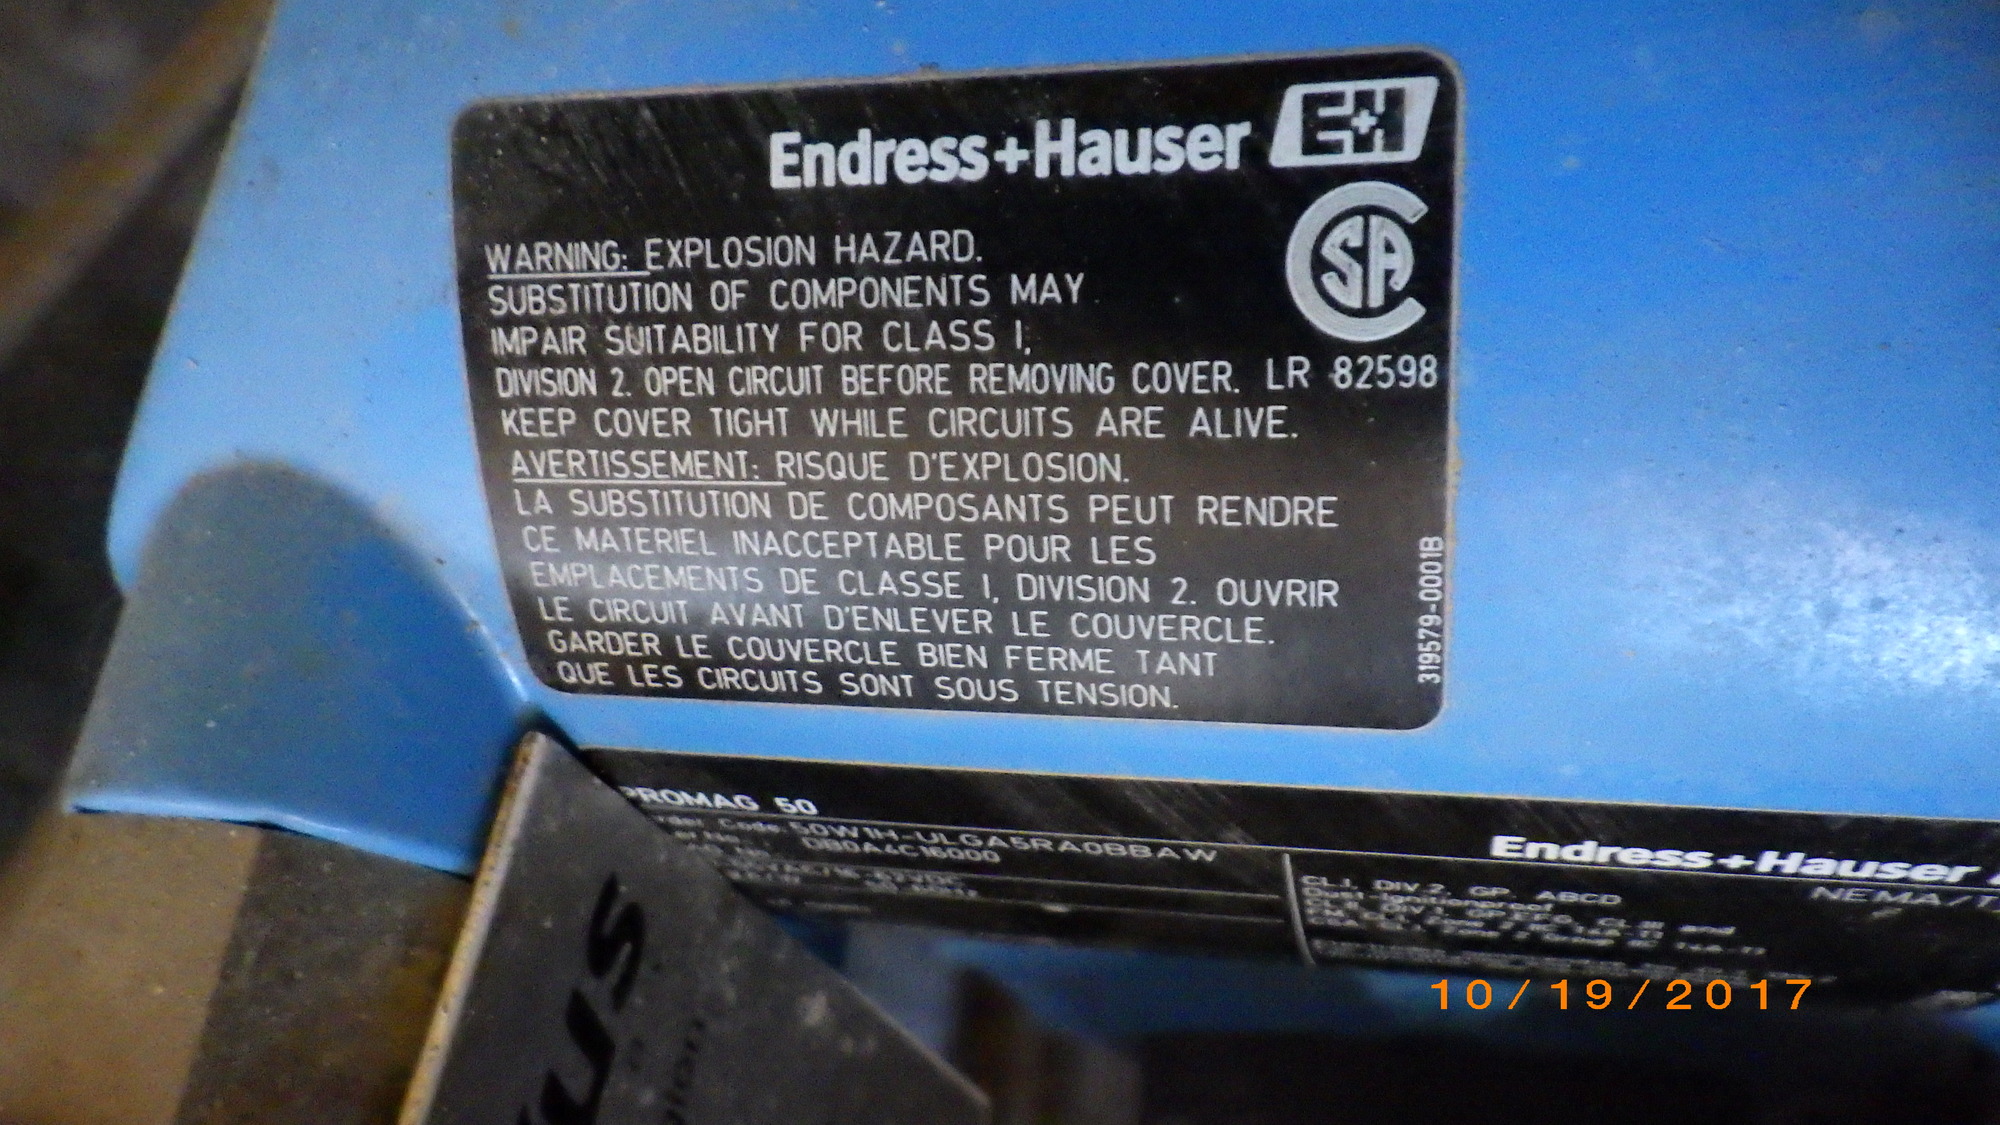 Endress+Hauser E+H
CSA
WARNING: EXPLOSION HAZARD.
SUBSTITUTION OF COMPONENTS MAY
IMPAIR SUITABILITY FOR CLASS I,
DIVISION 2. OPEN CIRCUIT BEFORE REMOVING COVER. LR 82598
KEEP COVER TIGHT WHILE CIRCUITS ARE ALIVE.
AVERTISSEMENT: RISQUE D'EXPLOSION.
LA SUBSTITUTION DE COMPOSANTS PEUT RENDRE
CE MATERIEL INACCEPTABLE POUR LES
EMPLACEMENTS DE CLASSE I, DIVISION 2. OUVRIR
LE CIRCUIT AVANT D'ENLEVER LE COUVERCLE.
GARDER LE COUVERCLE BIEN FERME TANT
QUE LES CIRCUITS SONT SOUS TENSION.
319579-0001B
PROMAG 50
Code: 50W1H-ULGA5RA0BBAW
DB0A4C16000
Endress+Hauser
CL.I, DIV.2, GP. ABCD
NEMA/
10/19/2017